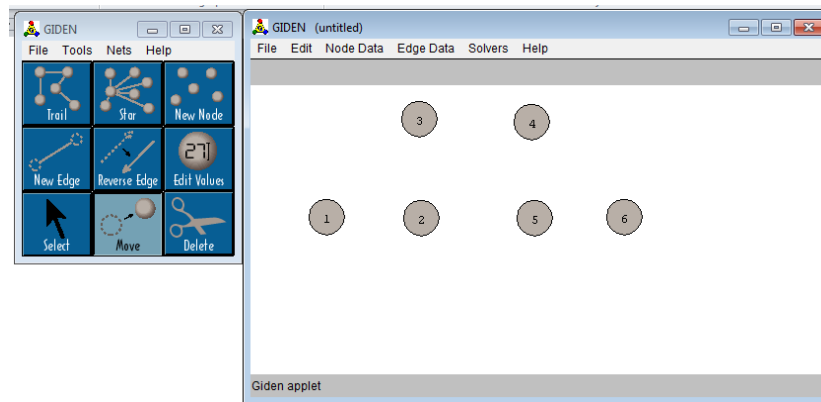 GIDEN
File Tools Nets Help
Trail Star New Node
New Edge Reverse Edge 27 Edit Values
Select Move Delete
GIDEN (untitled)
File Edit Node Data Edge Data Solvers Help
3 4
1 2 5 6
Giden applet